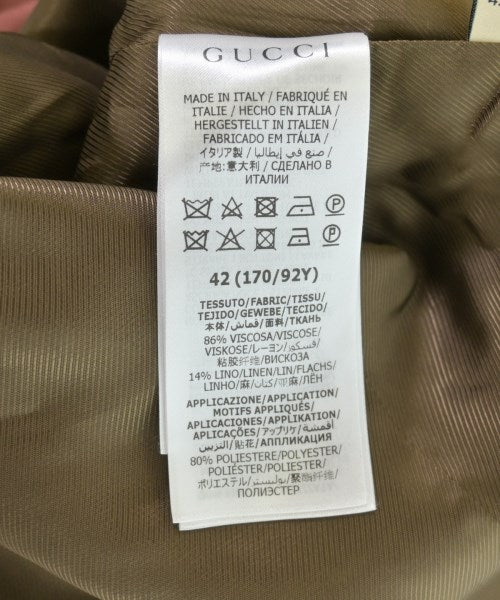 GUCCI
MADE IN ITALY / FABRIQUÉ EN
ITALIE / HECHO EN ITALIA /
HERGESTELLT IN ITALIEN /
FABRICADO EM ITÁLIA /
イタリア製 / صنع في إيطاليا /
产地:意大利 / СДЕЛАНО В
ИТАЛИИ
42 (170/92Y)
TESSUTO/FABRIC/TISSU/
TEJIDO/GEWEBE/TECIDO/
本体/قماش/面料/ТКАНЬ
86% VISCOSA/VISCOSE/
VISKOSE/レーヨン/فسكوز/
粘胶纤维/ВИСКОЗА
14% LINO/LINEN/LIN/FLACHS/
LINHO/麻/كتان/亚麻/ЛЁН
APPLICAZIONE/APPLICATION/
MOTIFS APPLIQUÉS/
APLICACIONES/APPLIKATION/
APLICAÇÕES/アップリケ/أقمشة
التزيين/貼花/АППЛИКАЦИЯ
80% POLIESTERE/POLYESTER/
POLIÉSTER/POLIESTER/
ポリエステル/بوليستر/聚酯纤维/
ПОЛИЭСТЕР